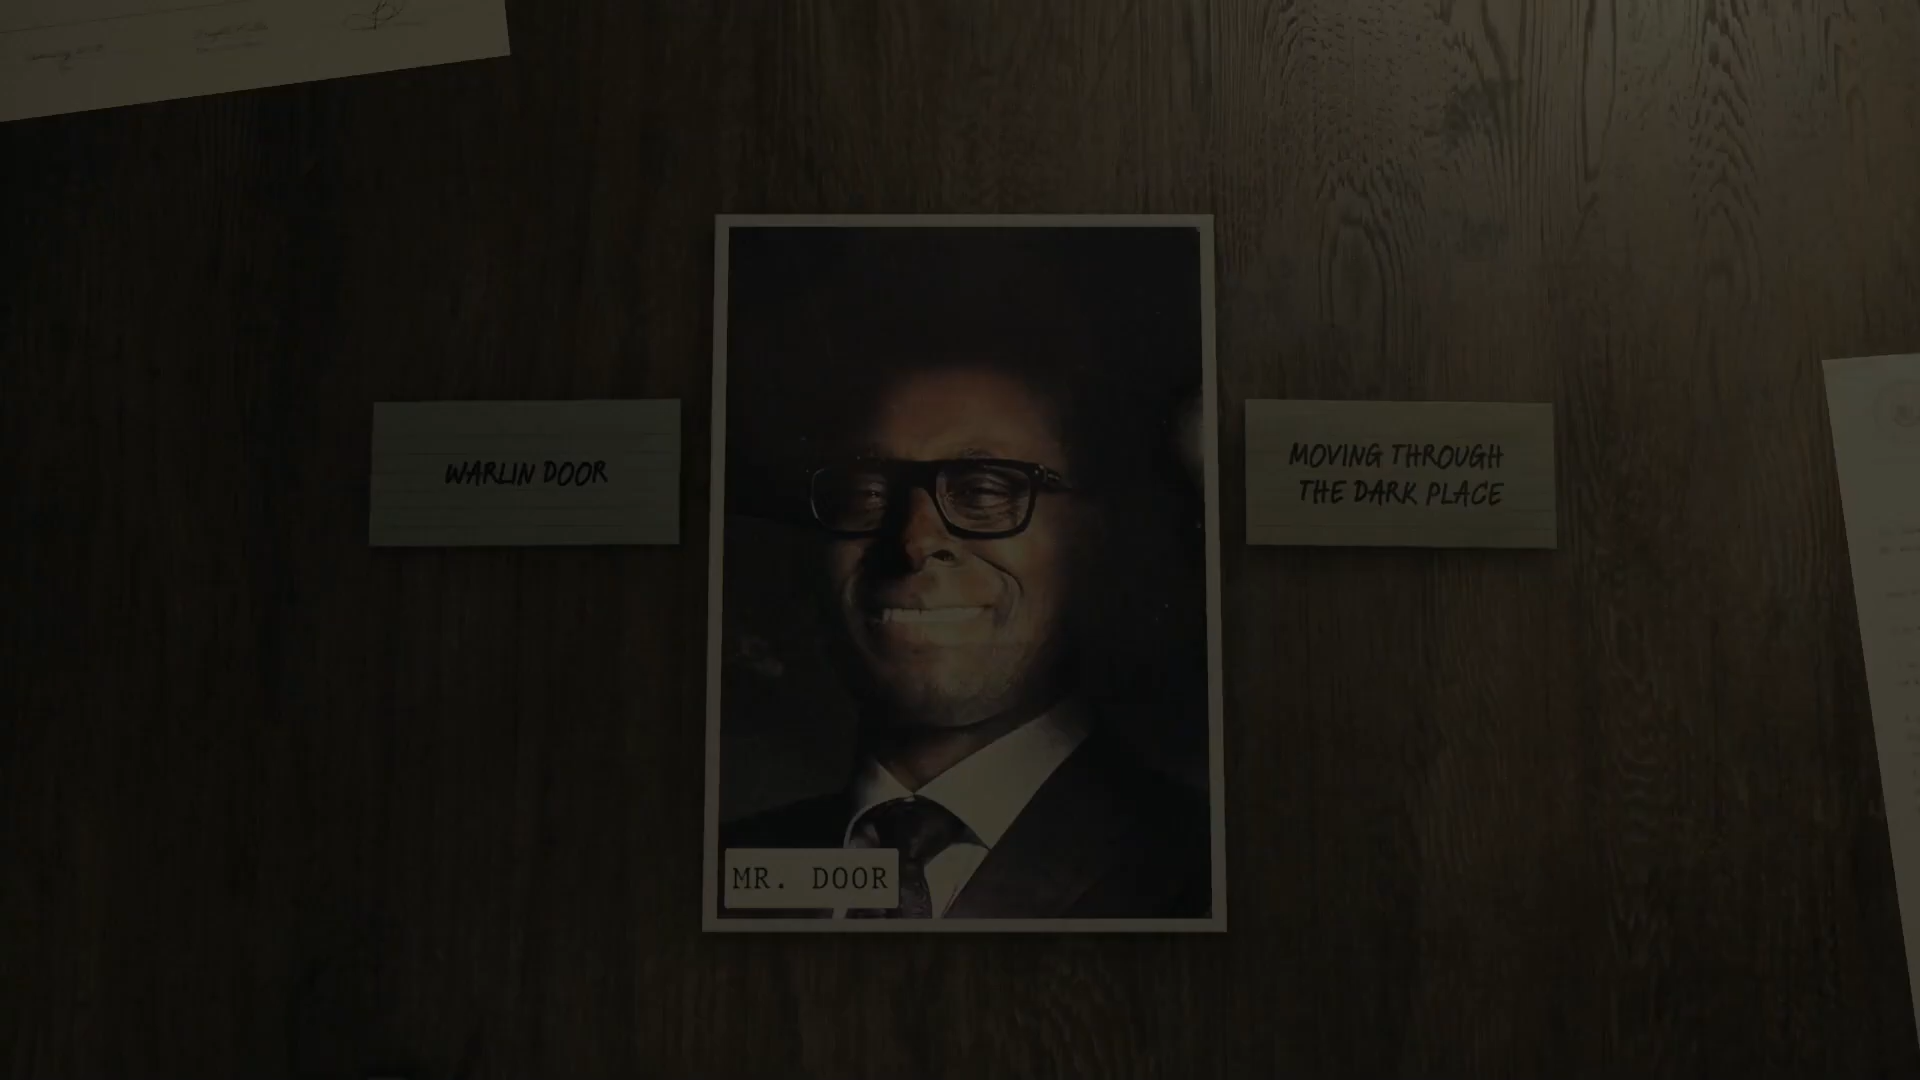 WARLIN DOOR
MOVING THROUGH
THE DARK PLACE
MR. DOOR